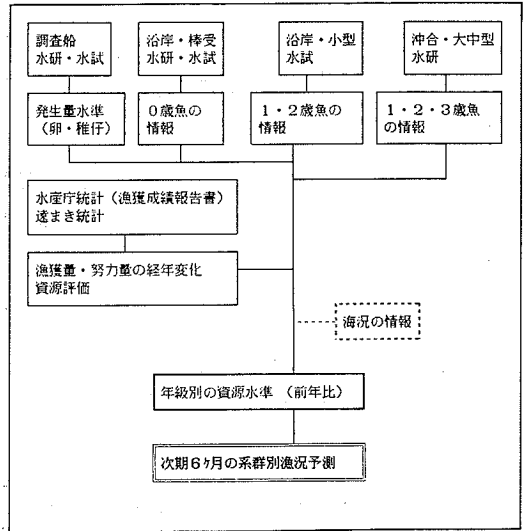 調査船
水研・水試
沿岸・棒受
水研・水試
沿岸・小型
水試
沖合・大中型
水研
発生量水準
(卵・稚仔)
0歳魚の
情報
1・2歳魚の
情報
1・2・3歳魚
の情報
水産庁統計(漁獲成績報告書)
遠まき統計
漁獲量・努力量の経年変化
資源評価
海況の情報
年級別の資源水準 (前年比)
次期6ヶ月の系群別漁況予測